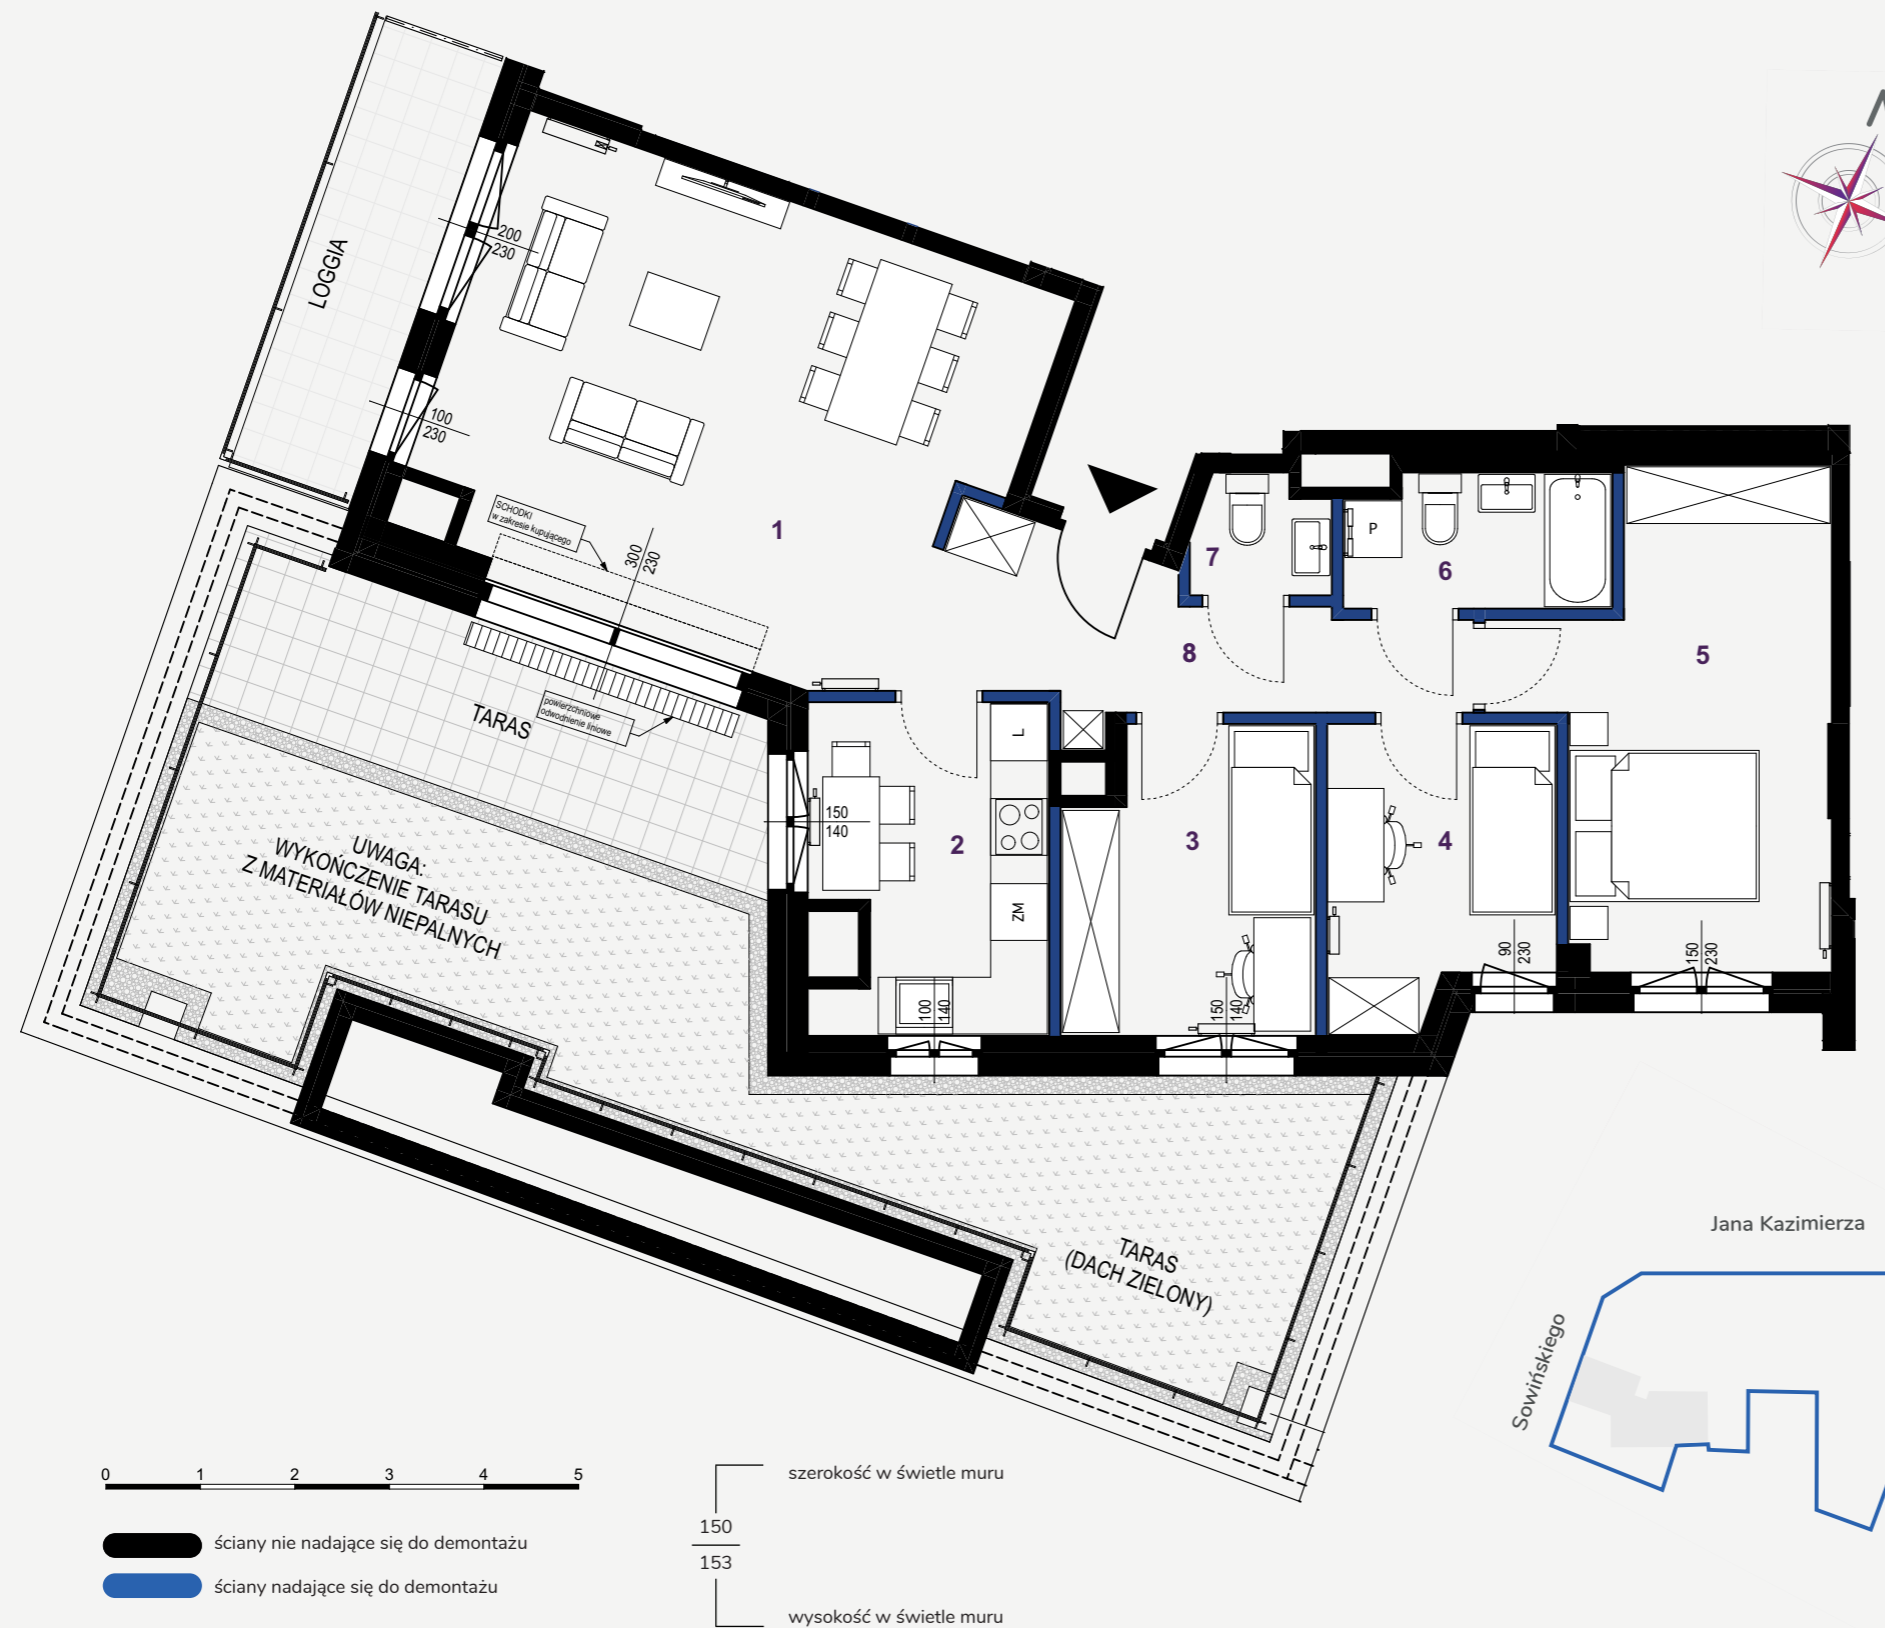 LOGGIA
200
230
100
230
SCHODKI
w zakresie kupującego
300
230
1
7
P
6
8
5
TARAS
powierzchniowe
odwodnienie liniowe
L
150
140
2
ZM
3
4
UWAGA:
WYKOŃCZENIE TARASU
Z MATERIAŁÓW NIEPALNYCH
100
140
150
140
90
230
150
230
TARAS
(DACH ZIELONY)
Jana Kazimierza
Sowińskiego
0 1 2 3 4 5
ściany nie nadające się do demontażu
ściany nadające się do demontażu
szerokość w świetle muru
150
153
wysokość w świetle muru